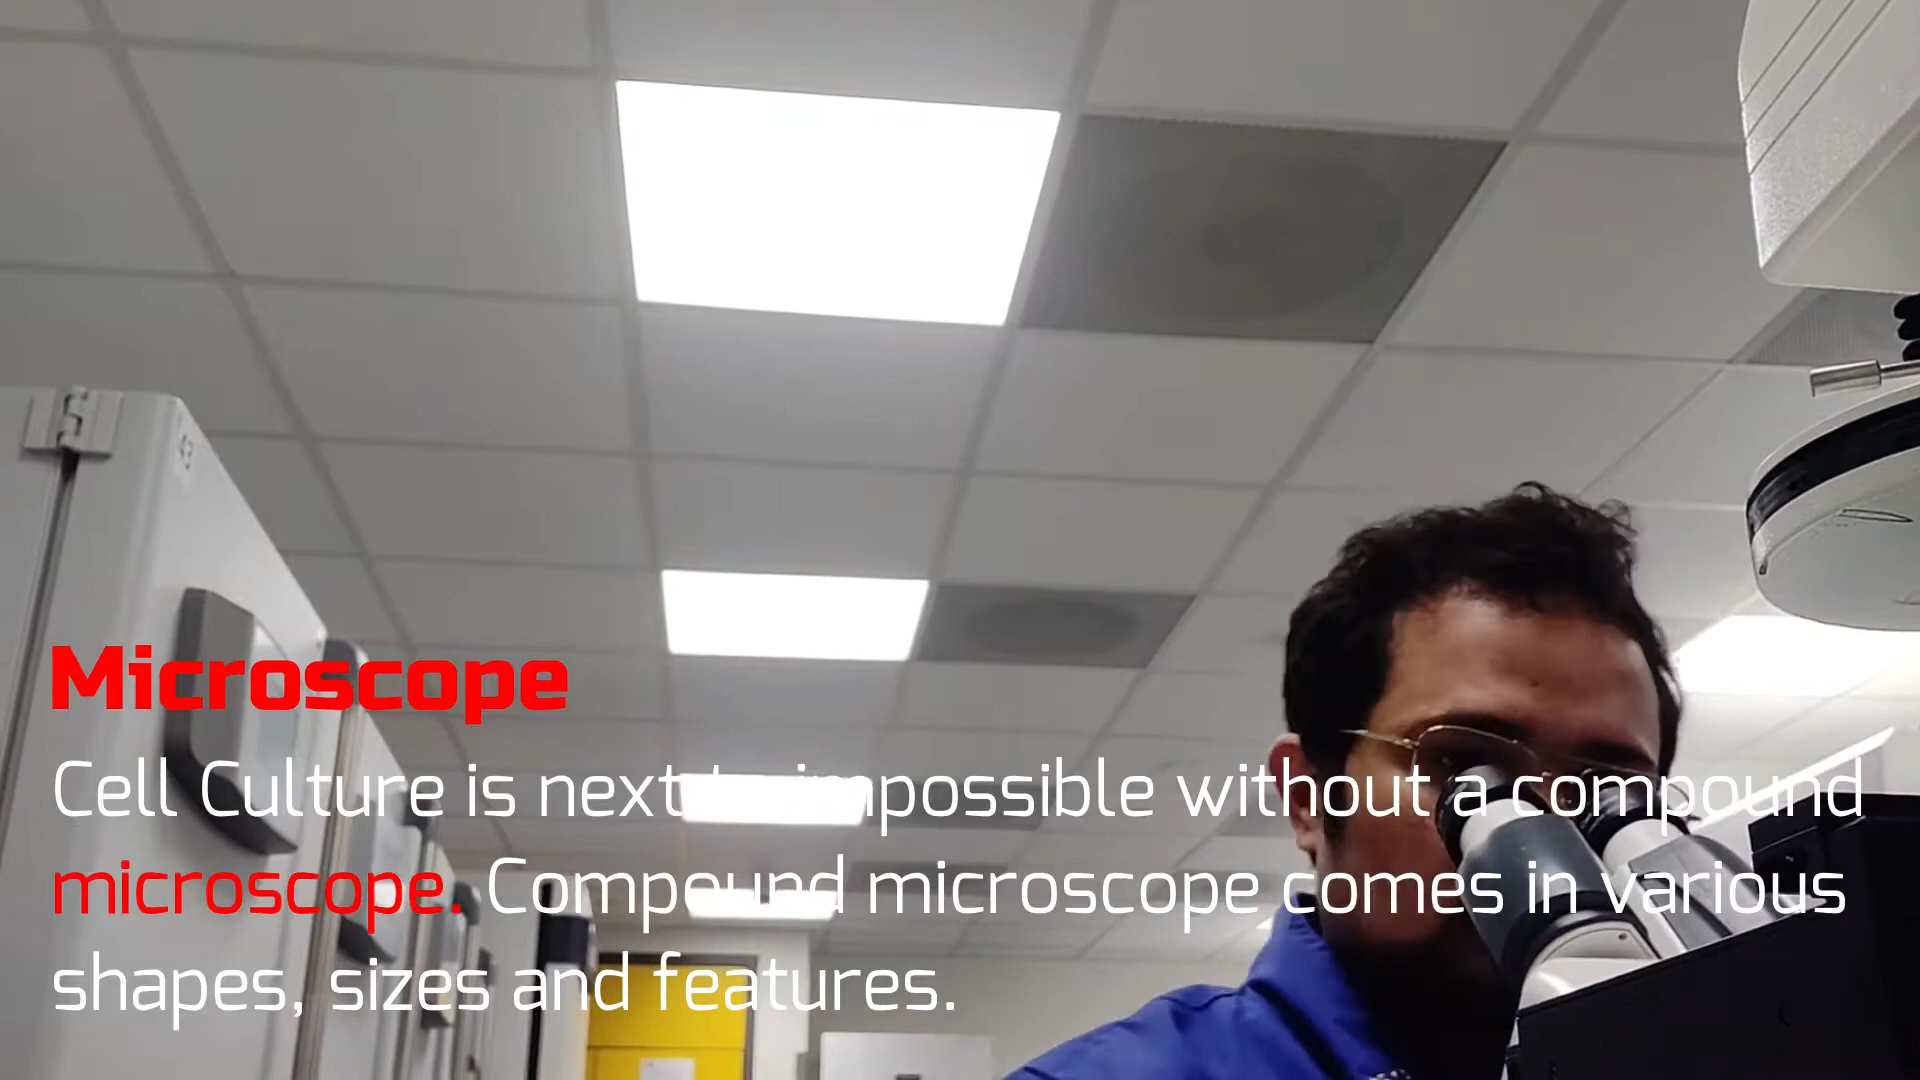 43
Microscope
Cell Culture is next to impossible without a compound
microscope. Compound microscope comes in various
shapes, sizes and features.